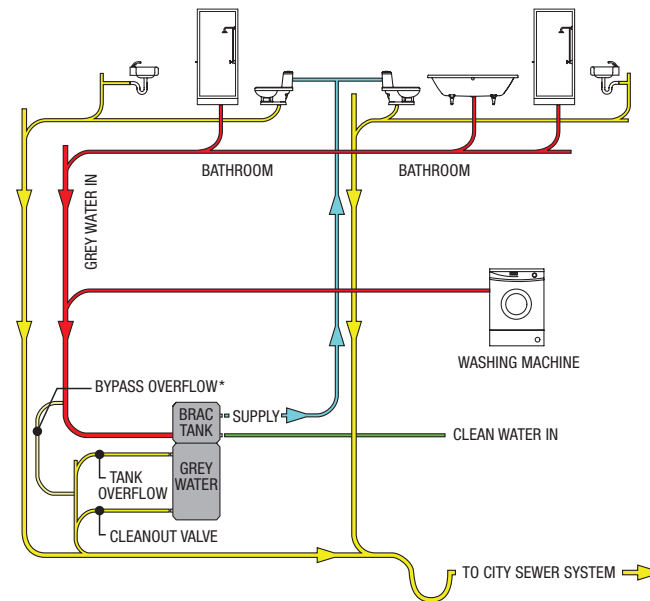 BATHROOM
BATHROOM
GREY WATER IN
WASHING MACHINE
BYPASS OVERFLOW*
BRAC
TANK
SUPPLY
CLEAN WATER IN
GREY
WATER
TANK
OVERFLOW
CLEANOUT VALVE
TO CITY SEWER SYSTEM